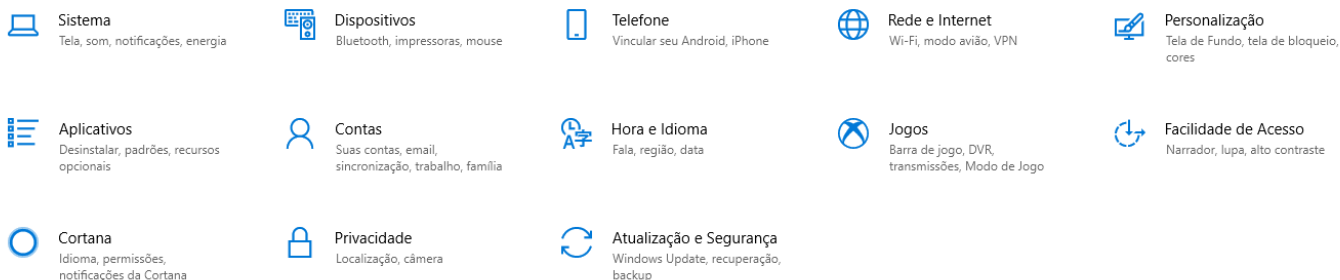 Sistema
Tela, som, notificações, energia
Dispositivos
Bluetooth, impressoras, mouse
Telefone
Vincular seu Android, iPhone
Rede e Internet
Wi-Fi, modo avião, VPN
Personalização
Tela de Fundo, tela de bloqueio,
cores
Aplicativos
Desinstalar, padrões, recursos
opcionais
Contas
Suas contas, email,
sincronização, trabalho, família
Hora e Idioma
Fala, região, data
Jogos
Barra de jogo, DVR,
transmissões, Modo de Jogo
Facilidade de Acesso
Narrador, lupa, alto contraste
Cortana
Idioma, permissões,
notificações da Cortana
Privacidade
Localização, câmera
Atualização e Segurança
Windows Update, recuperação,
backup